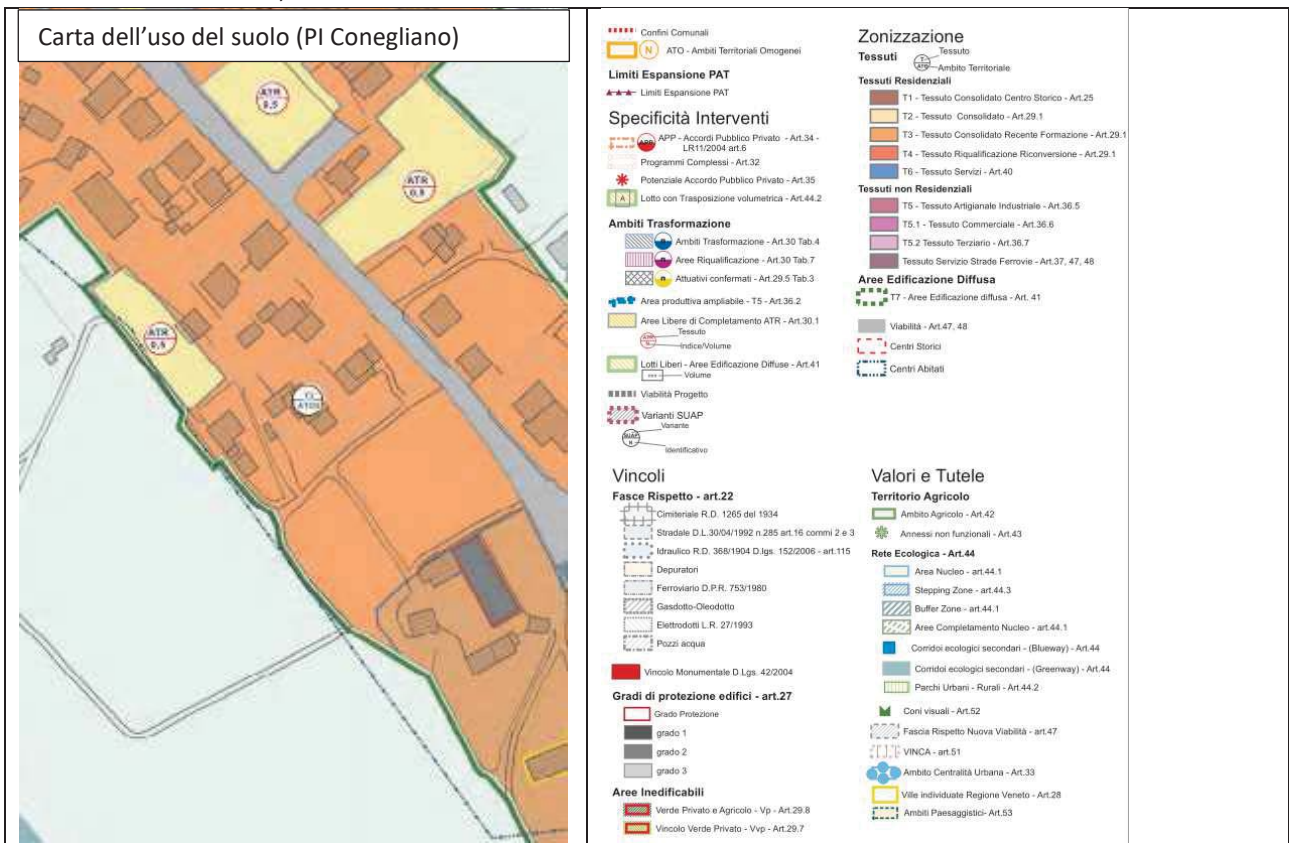 Carta dell'uso del suolo (PI Conegliano)
ATR
0.5
ATR
ATR
Confini Comunali
N
ATO - Ambiti Territoriali Omogenei
Limiti Espansione PAT
Limiti Espansione PAT
Specificità Interventi
APP - Accordi Pubblico Privato - Art.34 -
LR11/2004 art.6
Programmi Complessi - Art.32
Potenziale Accordo Pubblico Privato - Art.35
A
Lotto con Trasposizione volumetrica - Art.44.2
Ambiti Trasformazione
Ambiti Trasformazione - Art.30 Tab.4
Aree Riqualificazione - Art.30 Tab.7
Attuativi confermati - Art.29.5 Tab.3
Area produttiva ampliabile - T5 - Art.36.2
Aree Libere di Completamento ATR - Art.30.1
Tessuto
Indice/Volume
Lotti Liberi - Aree Edificazione Diffuse - Art.41
Volume
Viabilità Progetto
Varianti SUAP
Variante
SUAP
N
Identificativo
Zonizzazione
Tessuti
Tessuto
Ambito Territoriale
Tessuti Residenziali
T1 - Tessuto Consolidato Centro Storico - Art.25
T2 - Tessuto Consolidato - Art.29.1
T3 - Tessuto Consolidato Recente Formazione - Art.29.1
T4 - Tessuto Riqualificazione Riconversione - Art.29.1
T6 - Tessuto Servizi - Art.40
Tessuti non Residenziali
T5 - Tessuto Artigianale Industriale - Art.36.5
T5.1 - Tessuto Commerciale - Art.36.6
T5.2 Tessuto Terziario - Art.36.7
Tessuto Servizio Strade Ferrovie - Art.37, 47, 48
Aree Edificazione Diffusa
T7 - Aree Edificazione diffusa - Art. 41
Viabilità - Art.47, 48
Centri Storici
Centri Abitati
Vincoli
Fasce Rispetto - art.22
Cimiteriale R.D. 1265 del 1934
Stradale D.L.30/04/1992 n.285 art.16 commi 2 e 3
Idraulico R.D. 368/1904 D.lgs. 152/2006 - art.115
Depuratori
Ferroviario D.P.R. 753/1980
Gasdotto-Oleodotto
Elettrodotti L.R. 27/1993
Pozzi acqua
Vincolo Monumentale D.Lgs. 42/2004
Gradi di protezione edifici - art.27
Grado Protezione
grado 1
grado 2
grado 3
Aree Inedificabili
Verde Privato e Agricolo - Vp - Art.29.8
Vincolo Verde Privato - Vvp - Art.29.7
Valori e Tutele
Territorio Agricolo
Ambito Agricolo - Art.42
Annessi non funzionali - Art.43
Rete Ecologica - Art.44
Area Nucleo - art.44.1
Stepping Zone - art.44.3
Buffer Zone - art.44.1
Aree Completamento Nucleo - art.44.1
Corridoi ecologici secondari - (Blueway) - Art.44
Corridoi ecologici secondari - (Greenway) - Art.44
Parchi Urbani - Rurali - Art.44.2
Coni visuali - Art.52
Fascia Rispetto Nuova Viabilità - art.47
VINCA - art.51
Ambito Centralità Urbana - Art.33
Ville individuate Regione Veneto - Art.28
Ambiti Paesaggistici- Art.53